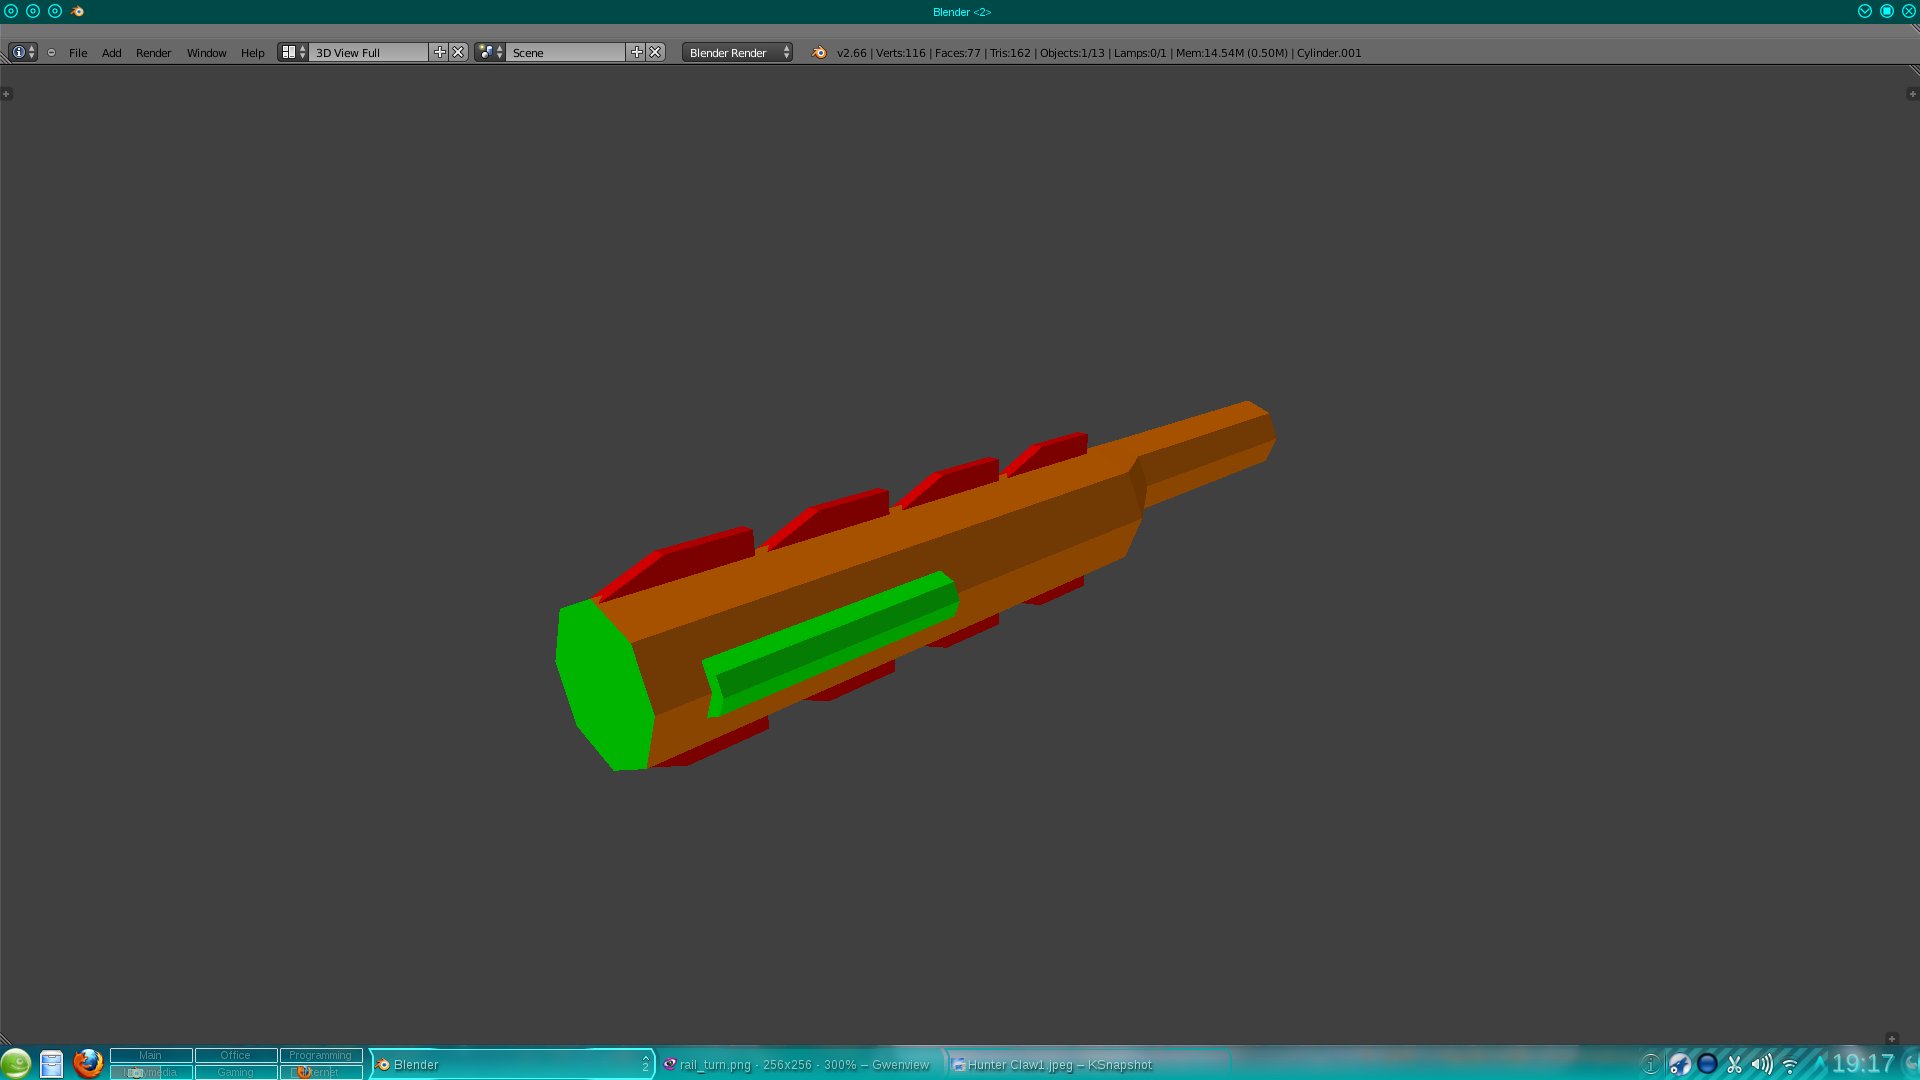 Blender <2>
File Add Render Window Help 3D View Full Scene Blender Render v2.66 | Verts:116 | Faces:77 | Tris:162 | Objects:1/13 | Lamps:0/1 | Mem:14.54M (0.50M) | Cylinder.001
Main Office Programming
Gaming
Blender 2
rail_turn.png - 256x256 - 300% – Gwenview
Hunter Claw1.jpeg – KSnapshot
19:17